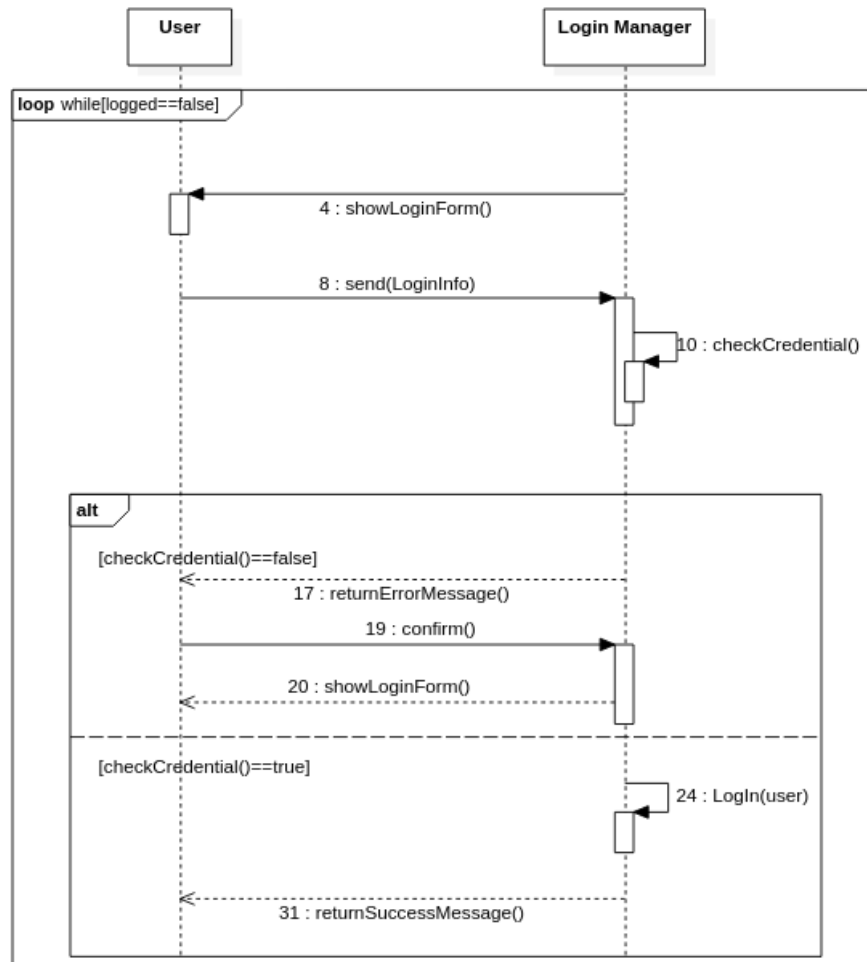 User
Login Manager
loop while[logged==false]
4 : showLoginForm()
8 : send(LoginInfo)
10 : checkCredential()
alt
[checkCredential()==false]
17 : returnErrorMessage()
19 : confirm()
20 : showLoginForm()
[checkCredential()==true]
24 : LogIn(user)
31 : returnSuccessMessage()